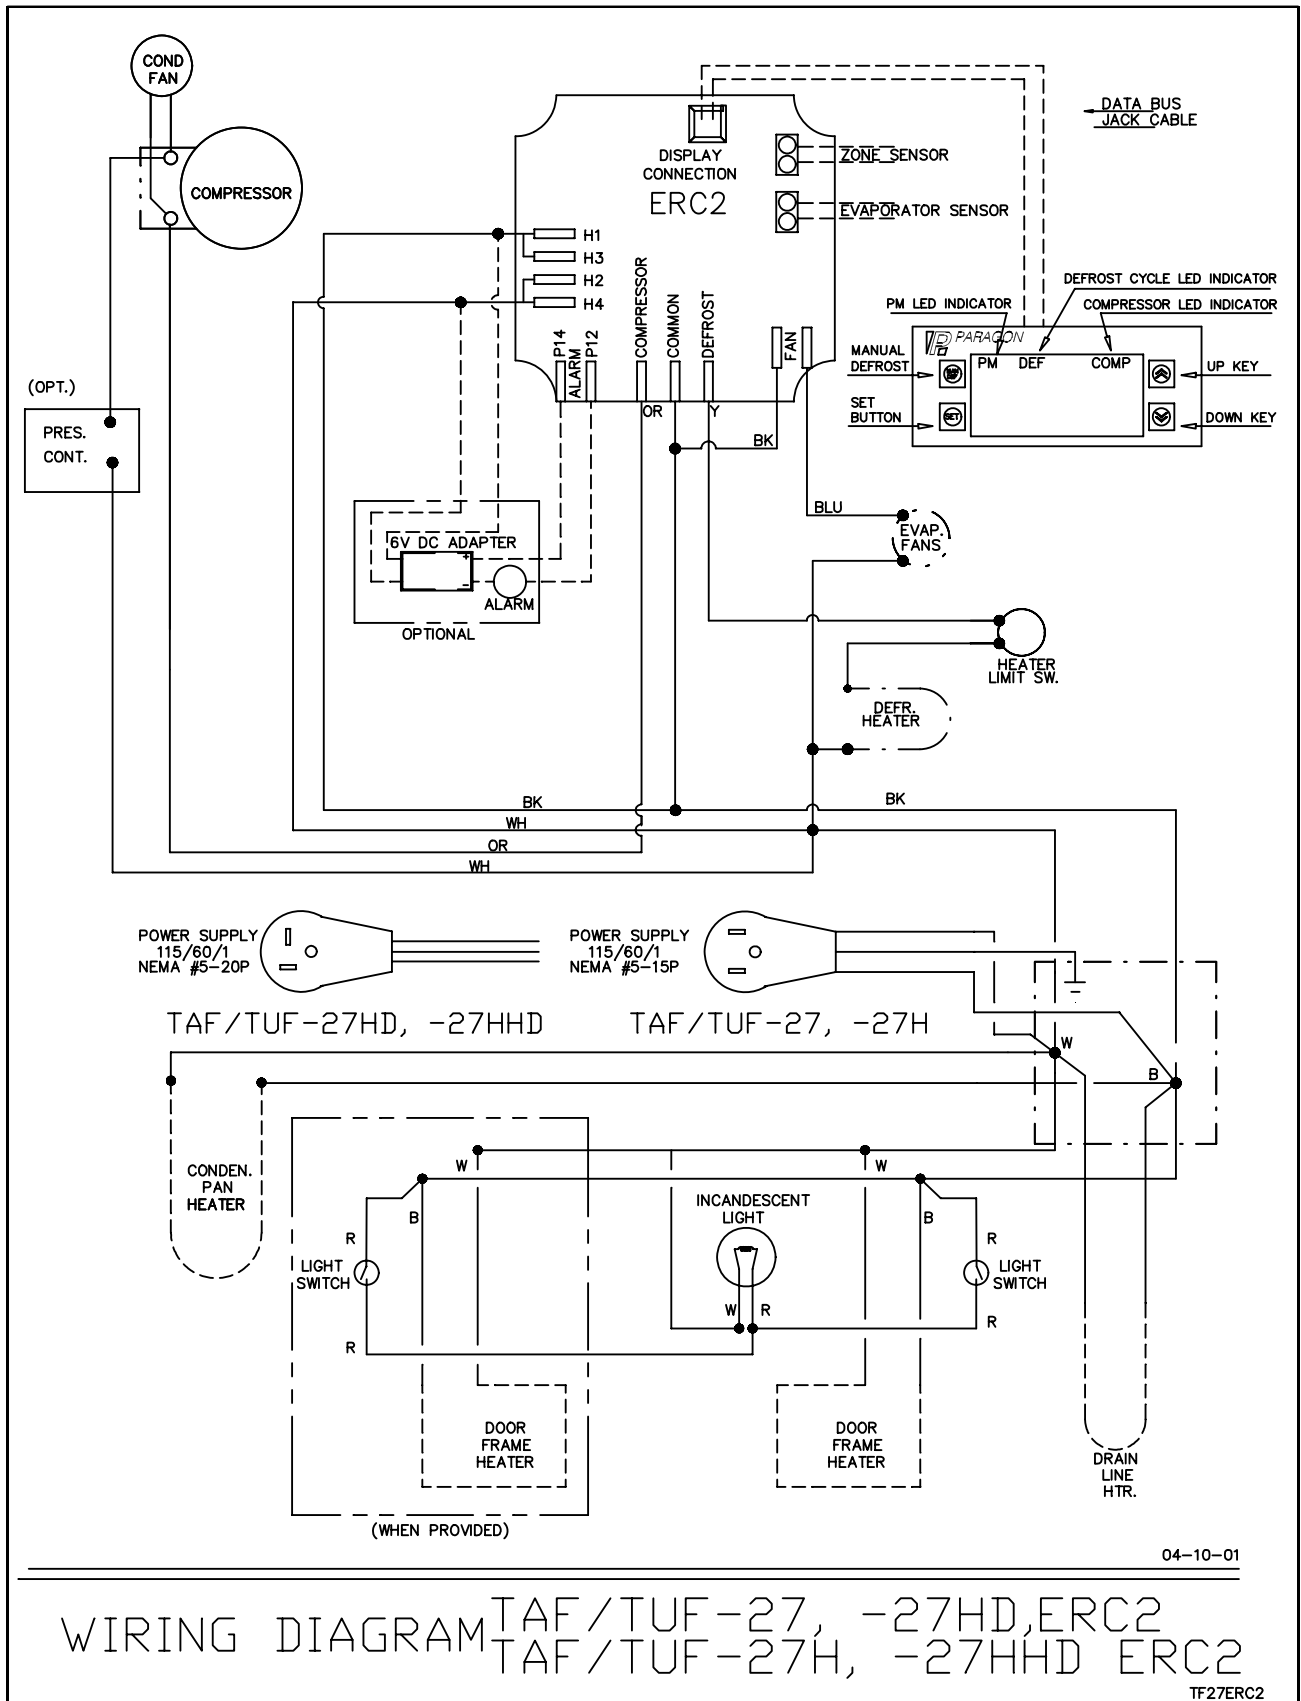 COND
FAN
COMPRESSOR
DISPLAY
CONNECTION
ERC2
ZONE SENSOR
EVAPORATOR SENSOR
DATA BUS
JACK CABLE
H1
H3
H2
H4
P14
ALARM
P12
COMPRESSOR
COMMON
DEFROST
FAN
OR
Y
BK
BLU
DEFROST CYCLE LED INDICATOR
PM LED INDICATOR
COMPRESSOR LED INDICATOR
PARAGON
MANUAL
DEFROST
PM
DEF
COMP
UP KEY
SET
BUTTON
SET
DOWN KEY
(OPT.)
PRES.
CONT.
6V DC ADAPTER
+
-
ALARM
OPTIONAL
EVAP.
FANS
HEATER
LIMIT SW.
DEFR.
HEATER
BK
BK
WH
OR
WH
POWER SUPPLY
115/60/1
NEMA #5-20P
POWER SUPPLY
115/60/1
NEMA #5-15P
TAF/TUF-27HD, -27HHD
TAF/TUF-27, -27H
W
B
CONDEN.
PAN
HEATER
W
W
INCANDESCENT
LIGHT
B
B
R
R
LIGHT
SWITCH
LIGHT
SWITCH
W
R
R
R
DOOR
FRAME
HEATER
DOOR
FRAME
HEATER
DRAIN
LINE
HTR.
(WHEN PROVIDED)
04-10-01
WIRING DIAGRAM
TAF/TUF-27, -27HD,ERC2
TAF/TUF-27H, -27HHD ERC2
TF27ERC2